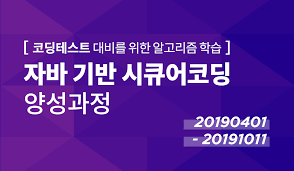 [ 코딩테스트 대비를 위한 알고리즘 학습 ]
자바 기반 시큐어코딩
양성과정
20190401
- 20191011